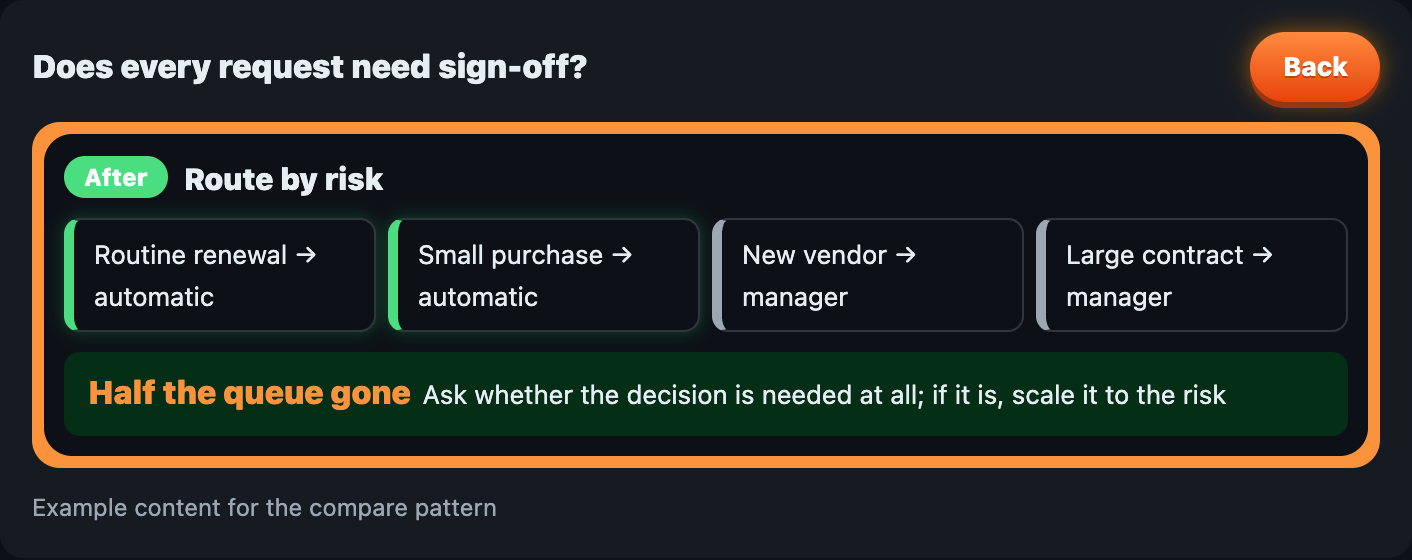 Does every request need sign-off?
Back
After Route by risk
Routine renewal →
automatic
Small purchase →
automatic
New vendor →
manager
Large contract →
manager
Half the queue gone Ask whether the decision is needed at all; if it is, scale it to the risk
Example content for the compare pattern